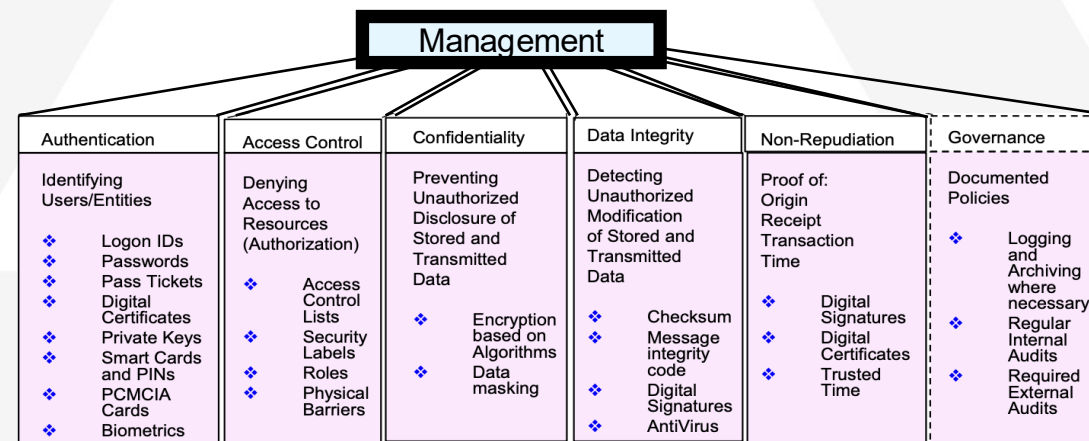 Management
Authentication
Identifying
Users/Entities
Logon IDs
Passwords
Pass Tickets
Digital
Certificates
Private Keys
Smart Cards
and PINs
PCMCIA
Cards
Biometrics
Access Control
Denying
Access to
Resources
(Authorization)
Access
Control
Lists
Security
Labels
Roles
Physical
Barriers
Confidentiality
Preventing
Unauthorized
Disclosure of
Stored and
Transmitted
Data
Encryption
based on
Algorithms
Data
masking
Data Integrity
Detecting
Unauthorized
Modification
of Stored and
Transmitted
Data
Checksum
Message
integrity
code
Digital
Signatures
AntiVirus
Non-Repudiation
Proof of:
Origin
Receipt
Transaction
Time
Digital
Signatures
Digital
Certificates
Trusted
Time
Governance
Documented
Policies
Logging
and
Archiving
where
necessary
Regular
Internal
Audits
Required
External
Audits